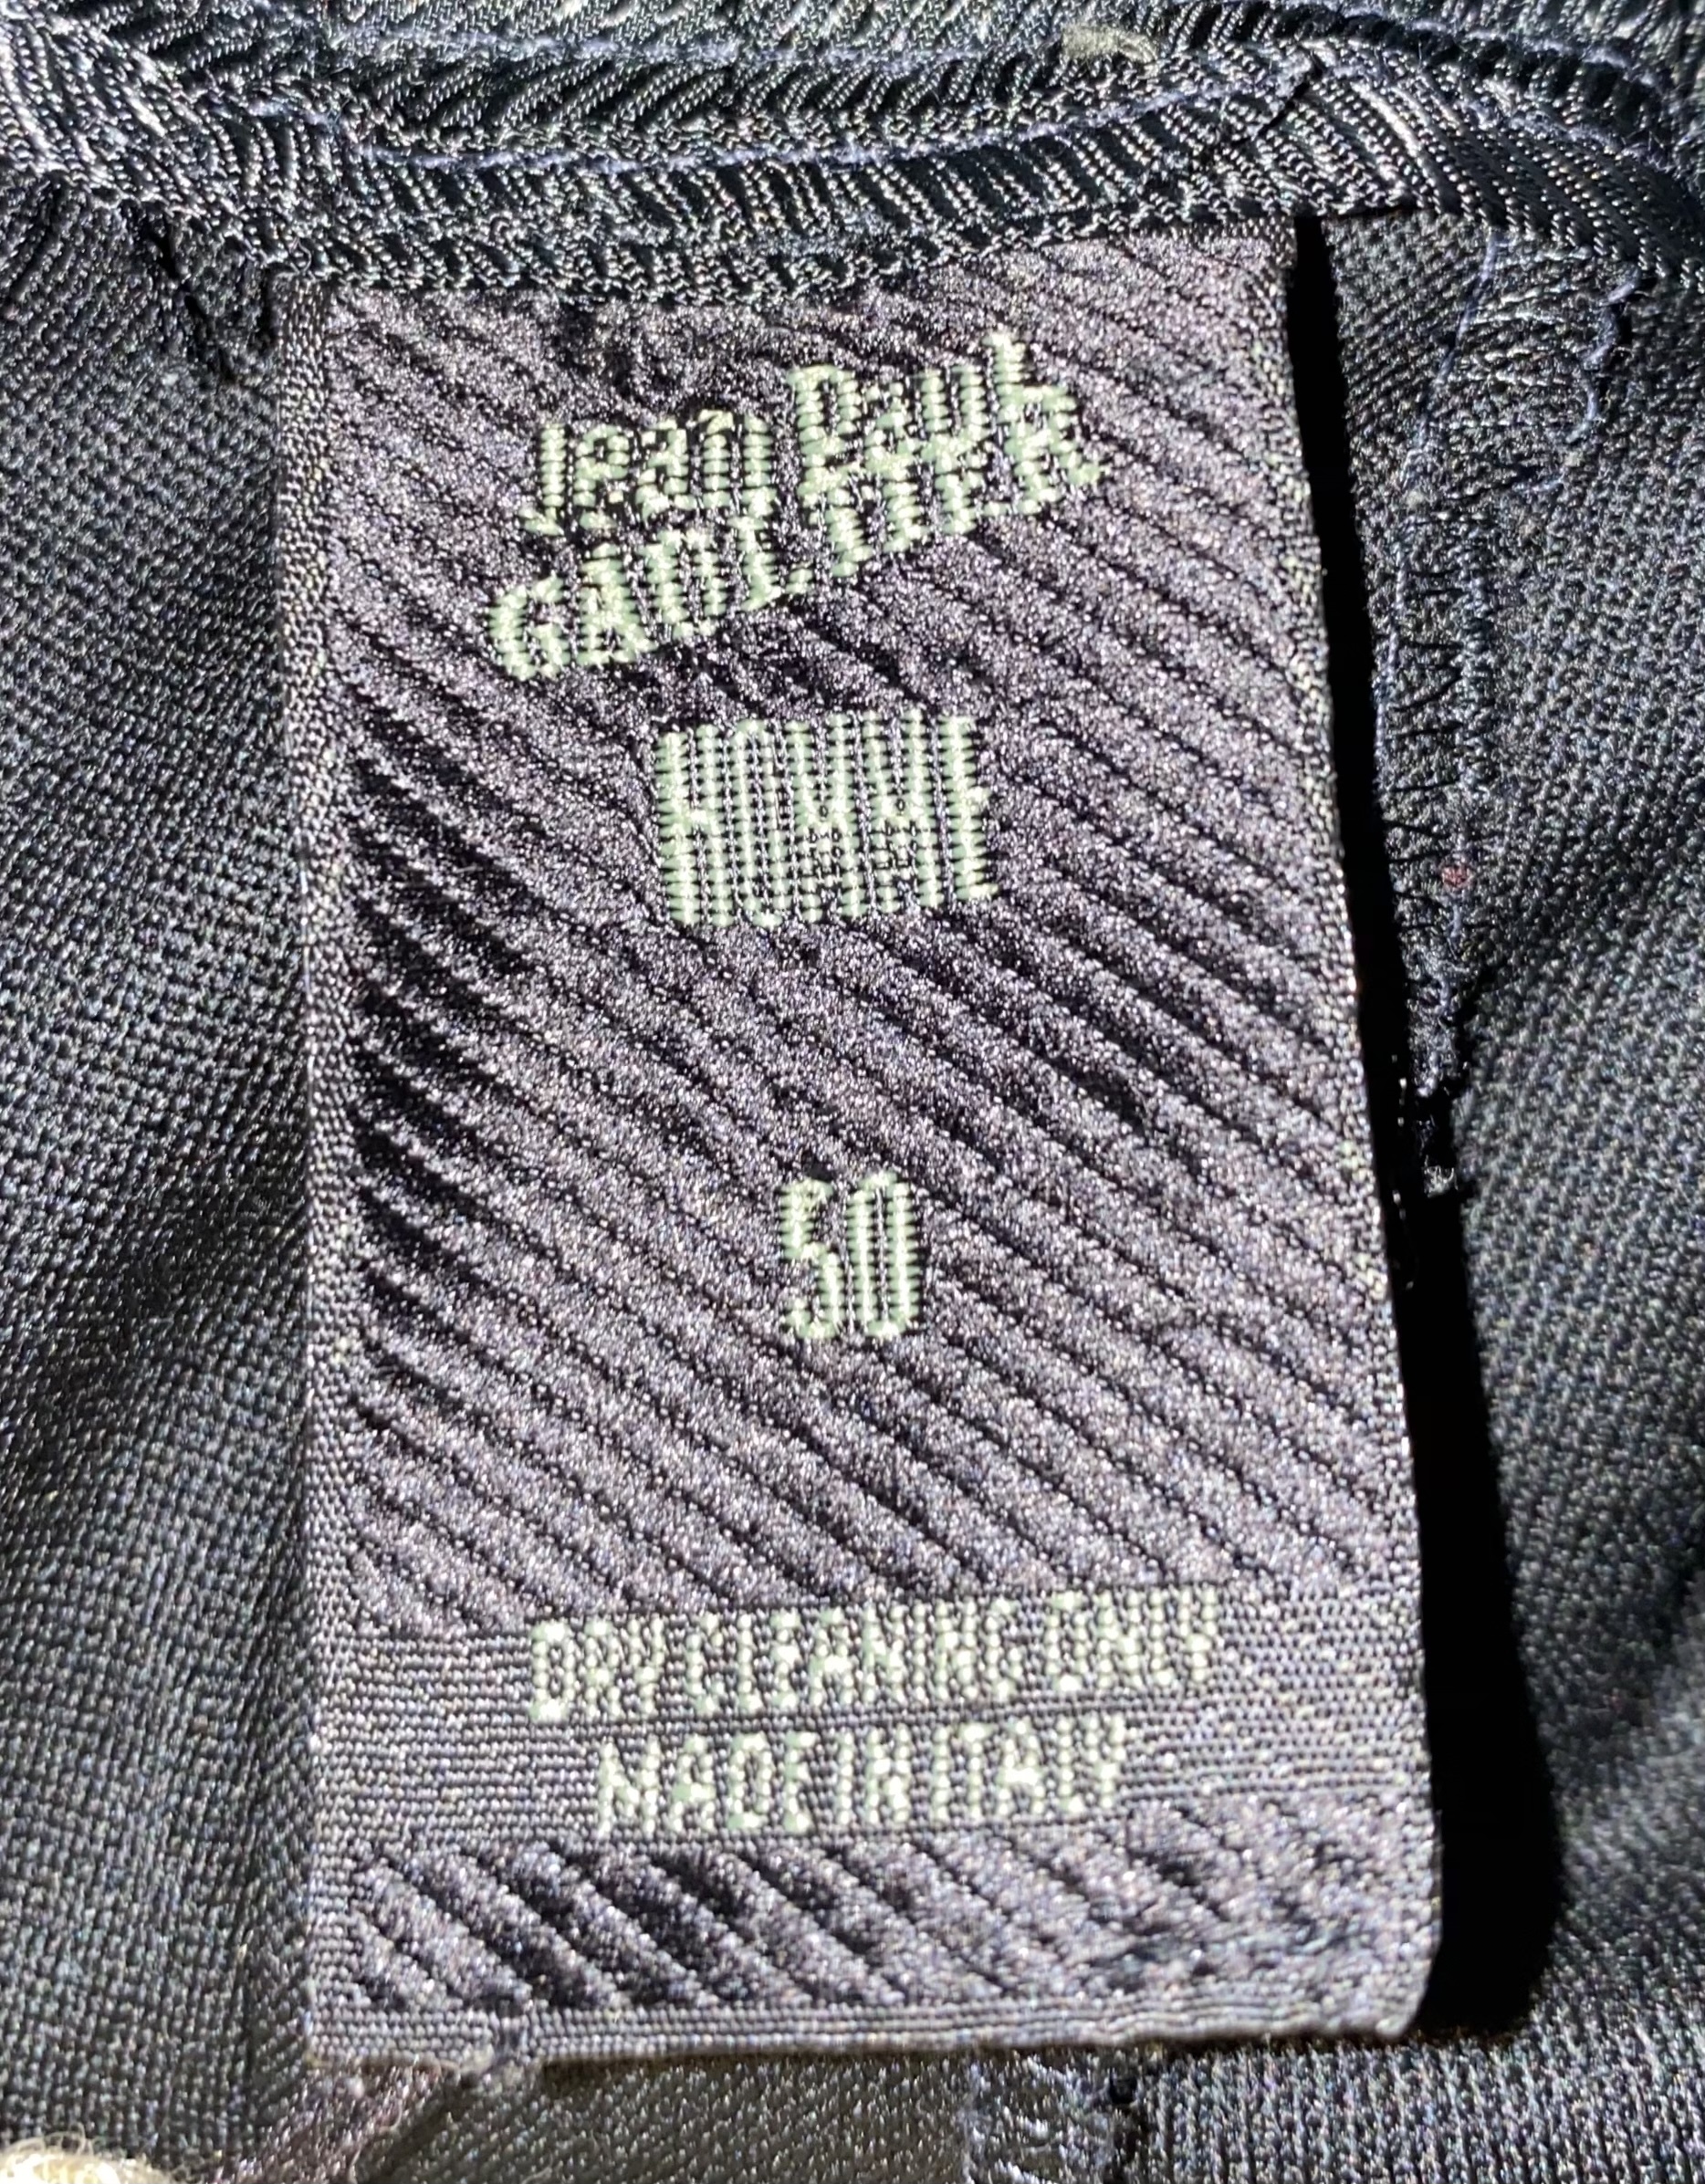 Jean Paul
GAULTIER
HOMME
50
DRY CLEANING ONLY
MADE IN ITALY